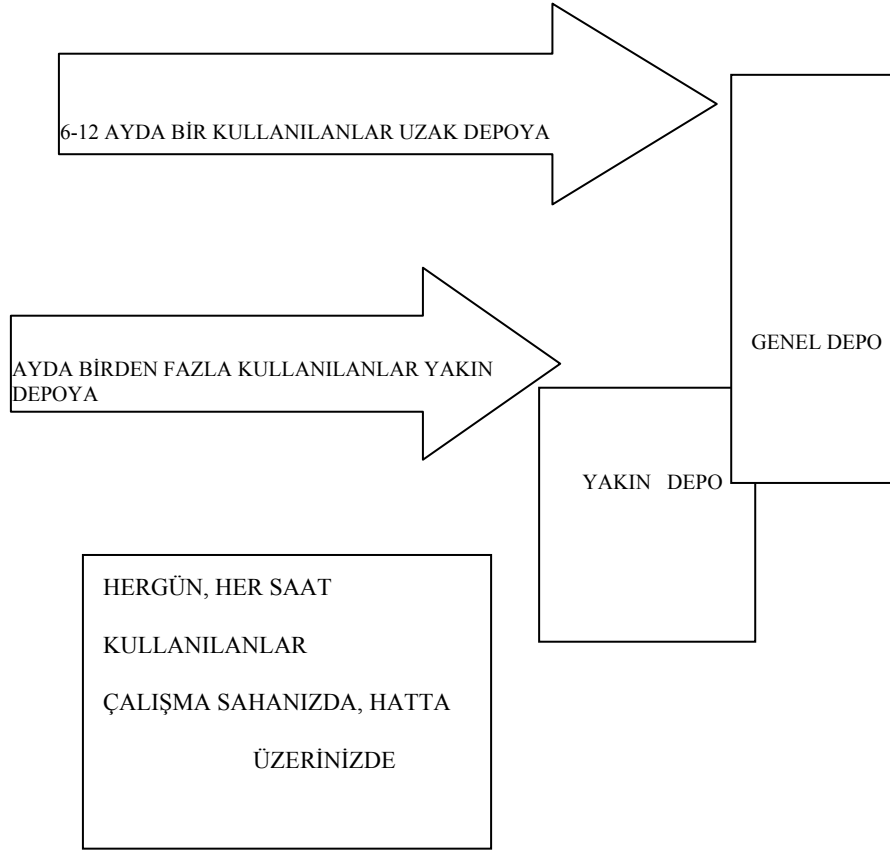 6-12 AYDA BİR KULLANILANLAR UZAK DEPOYA
GENEL DEPO
AYDA BİRDEN FAZLA KULLANILANLAR YAKIN
DEPOYA
YAKIN DEPO
HERGÜN, HER SAAT
KULLANILANLAR
ÇALIŞMA SAHANIZDA, HATTA
ÜZERİNİZDE